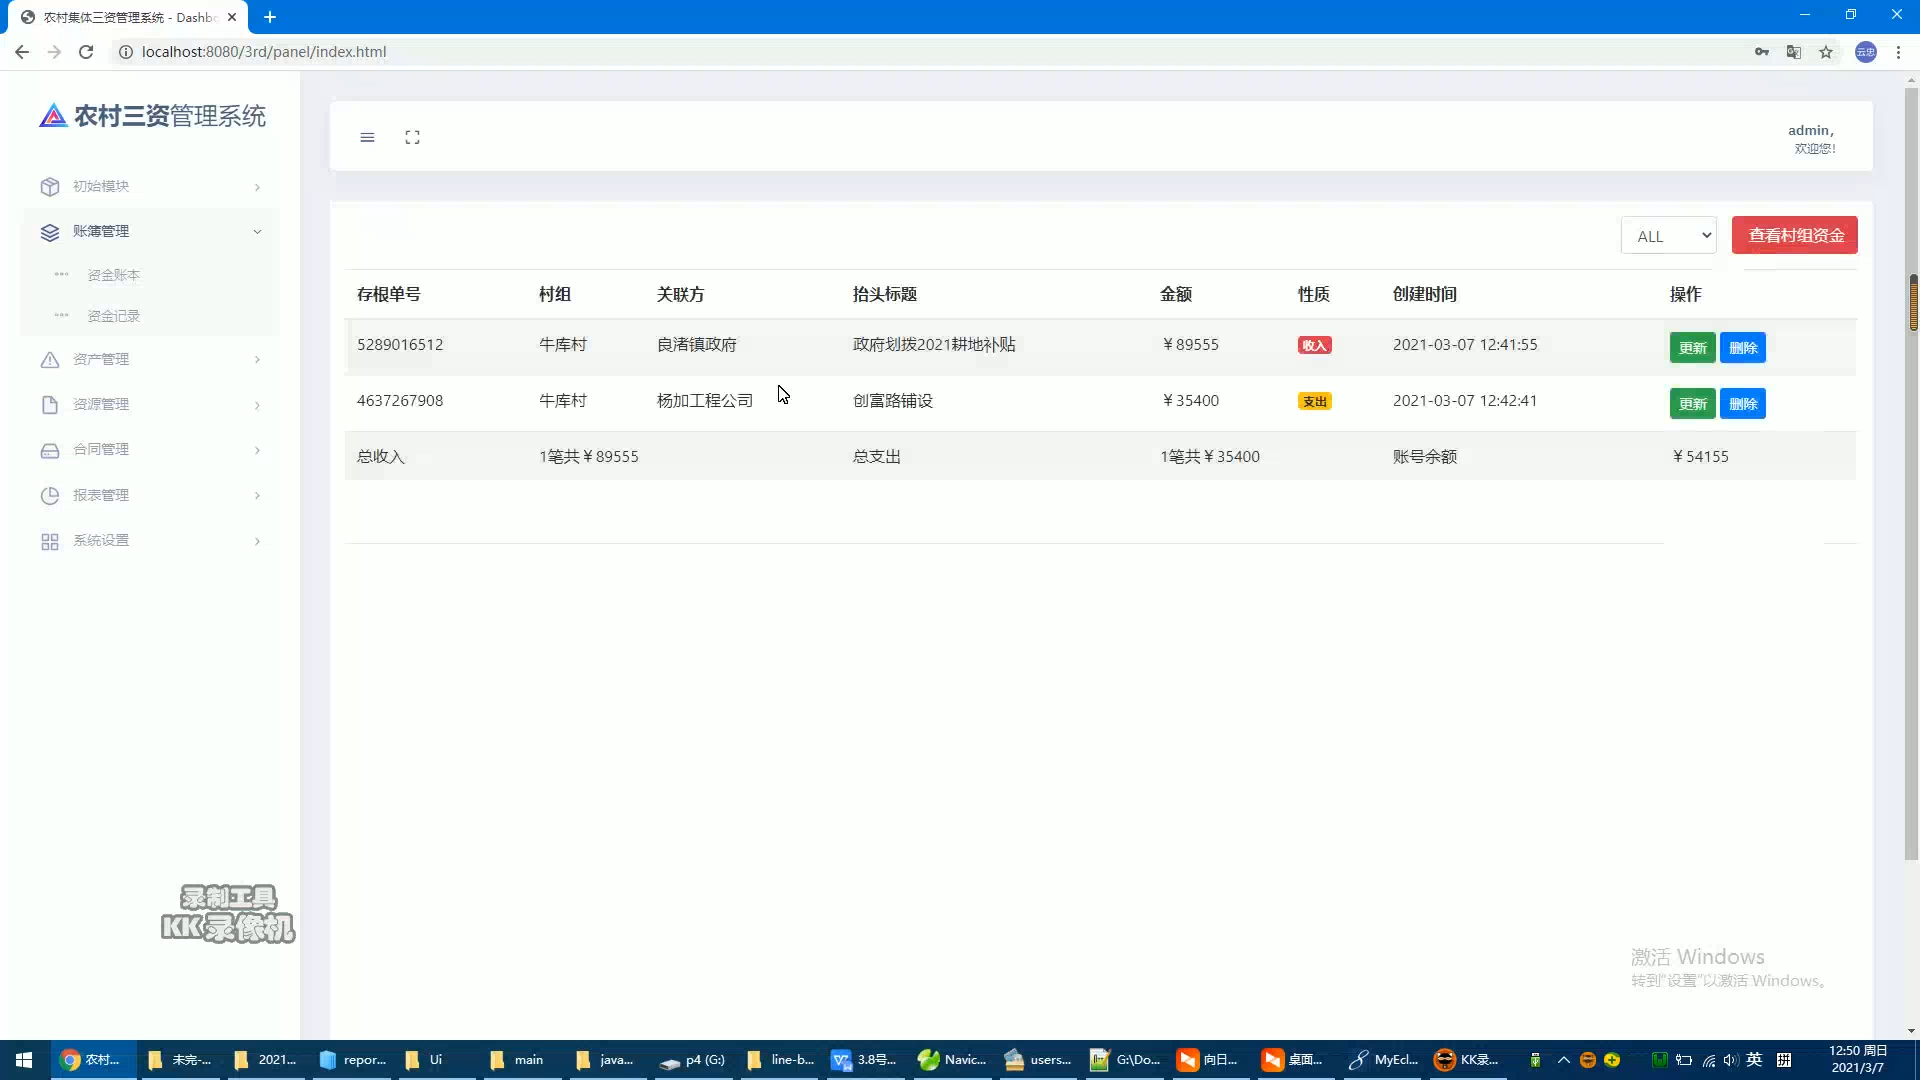 农村集体三资管理系统 - Dashbo
localhost:8080/3rd/panel/index.html
云忠
农村三资管理系统
admin，
欢迎您!
初始模块
账簿管理
资金账本
资金记录
资产管理
资源管理
合同管理
报表管理
系统设置
ALL
查看村组资金
存根单号 村组 关联方 抬头标题 金额 性质 创建时间 操作
5289016512 牛库村 良渚镇政府 政府划拨2021耕地补贴 ￥89555 收入 2021-03-07 12:41:55 更新 删除
4637267908 牛库村 杨加工程公司 创富路铺设 ￥35400 支出 2021-03-07 12:42:41 更新 删除
总收入 1笔共￥89555 总支出 1笔共￥35400 账号余额 ￥54155
录制工具
KK录像机
激活 Windows
转到“设置”以激活 Windows。
农村... 未完-... 2021... repor... Ui main java... p4 (G:) line-b... 3.8号... Navic... users... G:\Do... 向日... 桌面... MyEcl... KK录... 英 拼
12:50 周日
2021/3/7